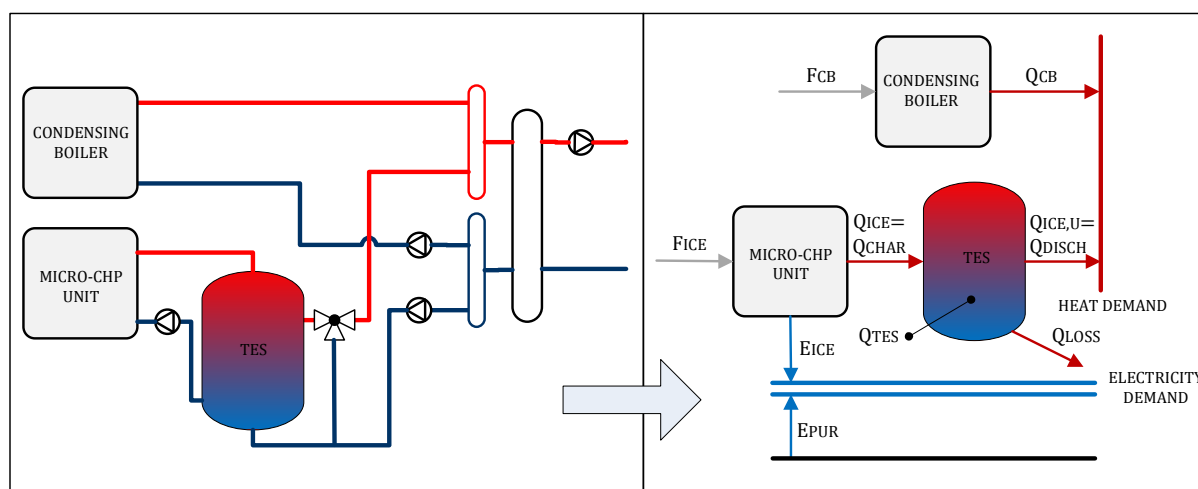 CONDENSING
BOILER
MICRO-CHP
UNIT
TES
FCB
CONDENSING
BOILER
QCB
FICE
MICRO-CHP
UNIT
QICE=
QCHAR
TES
QICE,U=
QDISCH
HEAT DEMAND
QTES
QLOSS
EICE
ELECTRICITY
DEMAND
EPUR